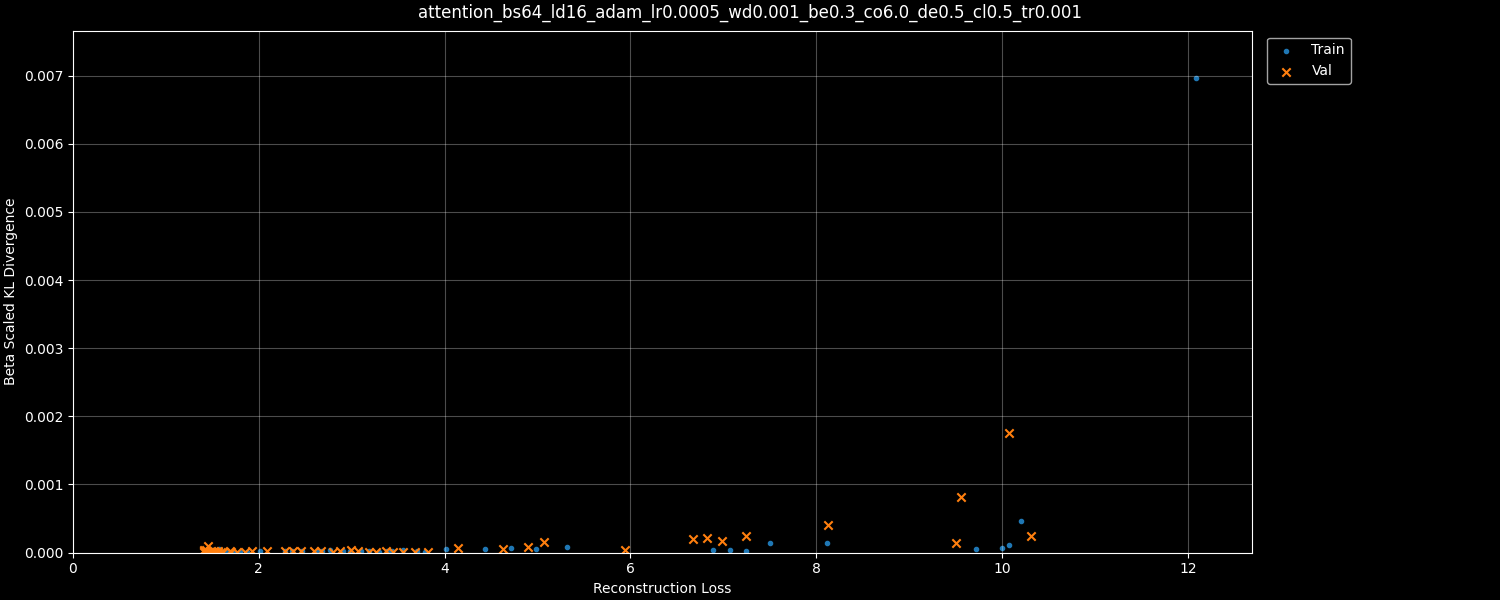 attention_bs64_ld16_adam_lr0.0005_wd0.001_be0.3_co6.0_de0.5_cl0.5_tr0.001
Train
Val
Beta Scaled KL Divergence
0.007
0.006
0.005
0.004
0.003
0.002
0.001
0.000
0 2 4 6 8 10 12
Reconstruction Loss